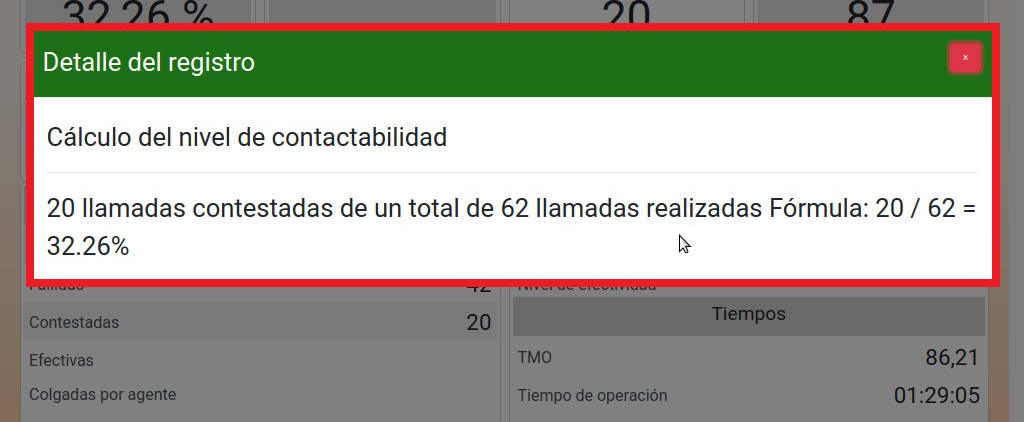 32.26 %
20
87
Detalle del registro
×
Cálculo del nivel de contactabilidad
20 llamadas contestadas de un total de 62 llamadas realizadas Fórmula: 20 / 62 =
32.26%
Fallidas
42
Nivel de efectividad
Contestadas
20
Tiempos
Efectivas
TMO
86,21
Colgadas por agente
Tiempo de operación
01:29:05